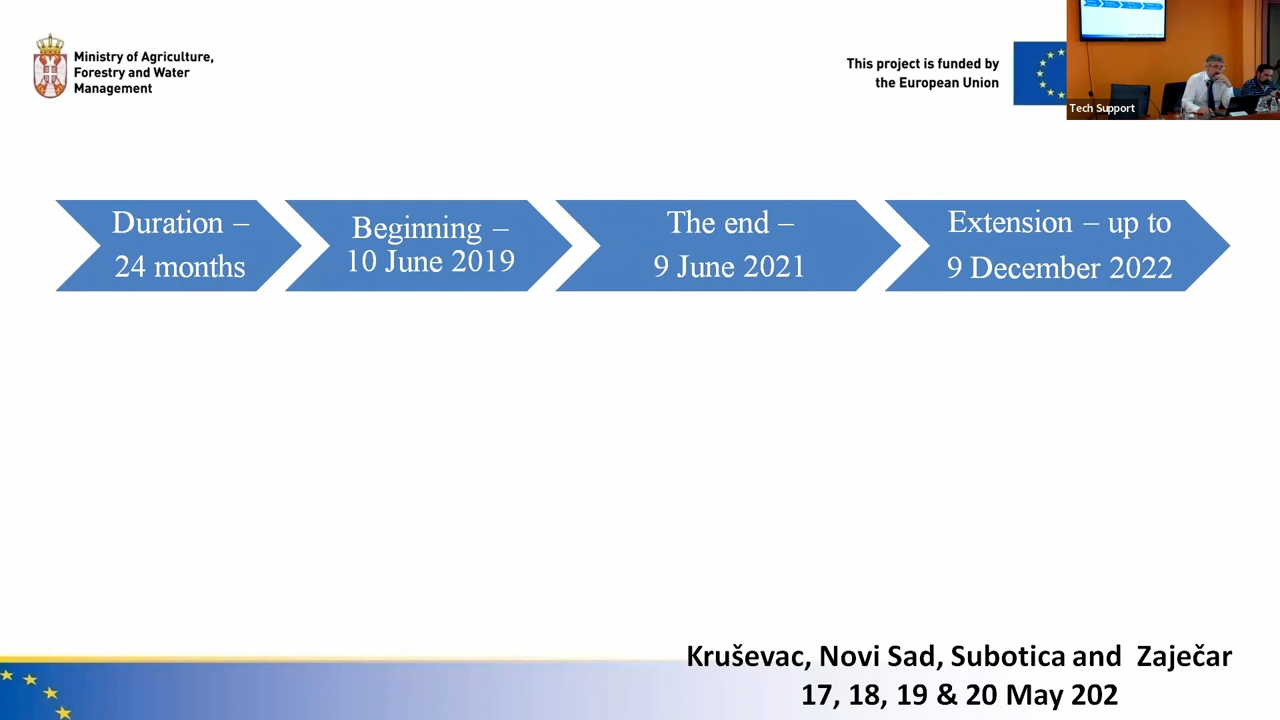 Ministry of Agriculture,
Forestry and Water
Management
This project is funded by
the European Union
Tech Support
Duration –
24 months
Beginning –
10 June 2019
The end –
9 June 2021
Extension – up to
9 December 2022
Kruševac, Novi Sad, Subotica and Zaječar
17, 18, 19 & 20 May 202